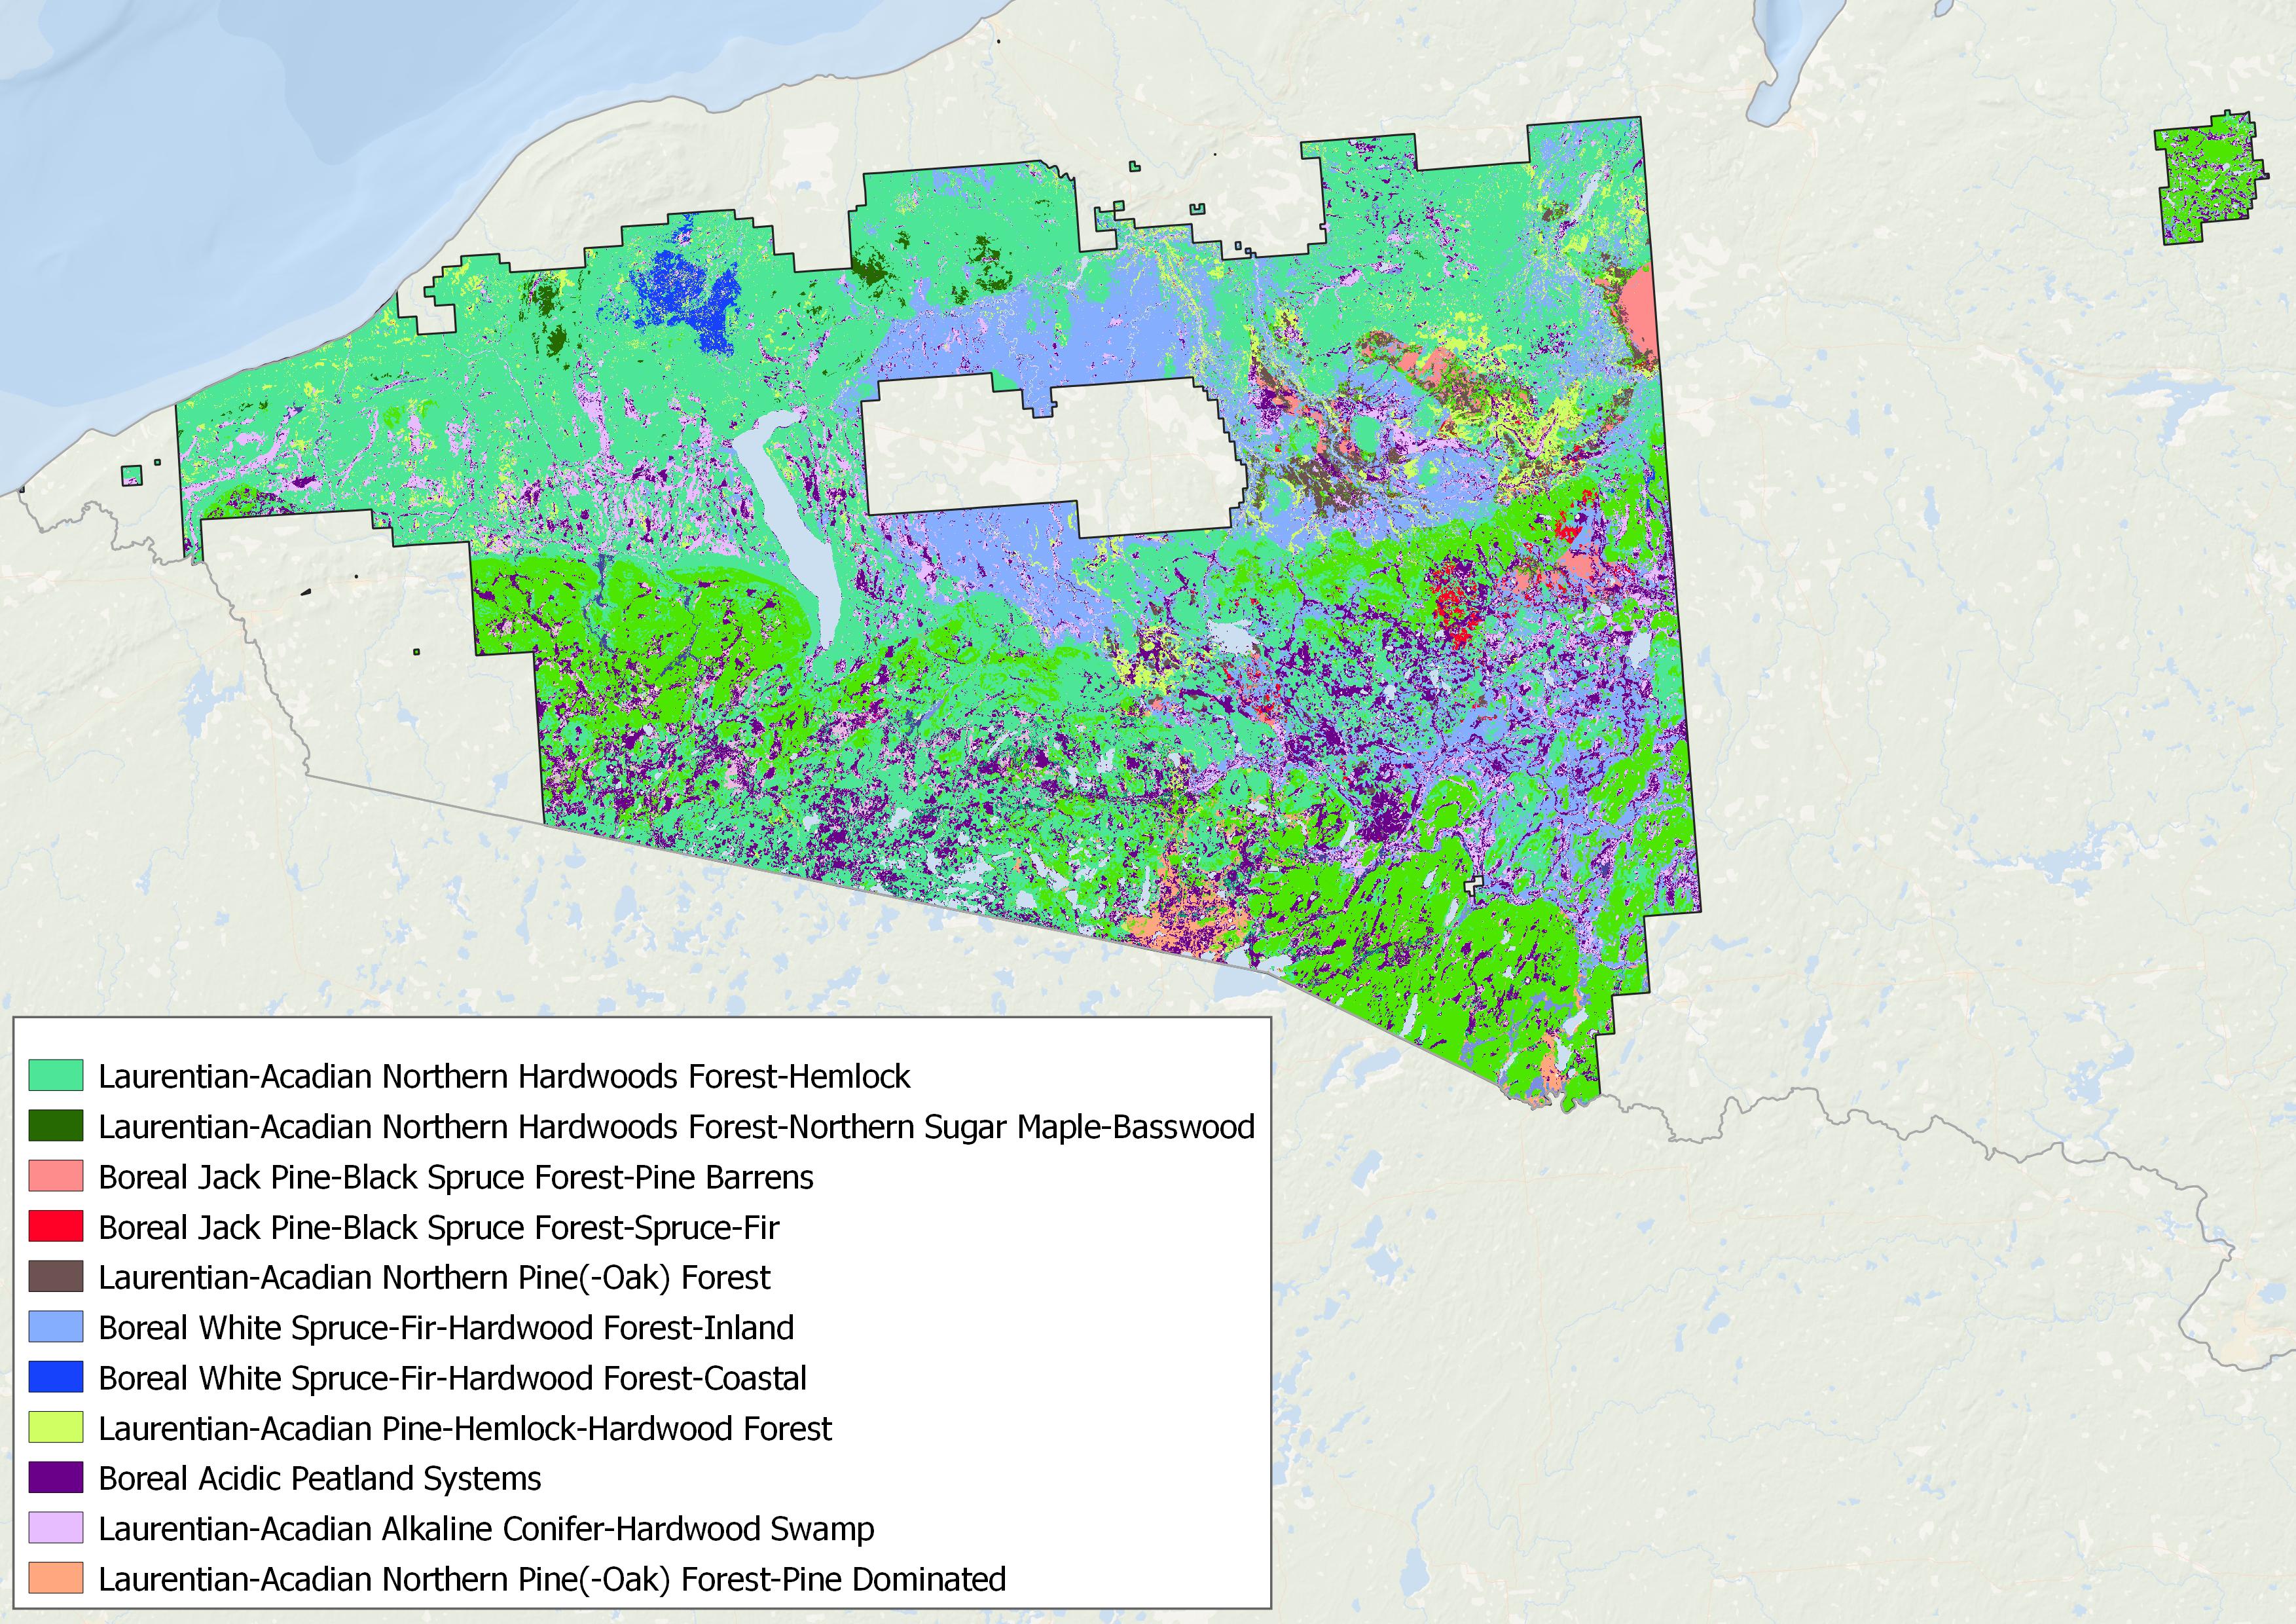 Laurentian-Acadian Northern Hardwoods Forest-Hemlock
Laurentian-Acadian Northern Hardwoods Forest-Northern Sugar Maple-Basswood
Boreal Jack Pine-Black Spruce Forest-Pine Barrens
Boreal Jack Pine-Black Spruce Forest-Spruce-Fir
Laurentian-Acadian Northern Pine(-Oak) Forest
Boreal White Spruce-Fir-Hardwood Forest-Inland
Boreal White Spruce-Fir-Hardwood Forest-Coastal
Laurentian-Acadian Pine-Hemlock-Hardwood Forest
Boreal Acidic Peatland Systems
Laurentian-Acadian Alkaline Conifer-Hardwood Swamp
Laurentian-Acadian Northern Pine(-Oak) Forest-Pine Dominated